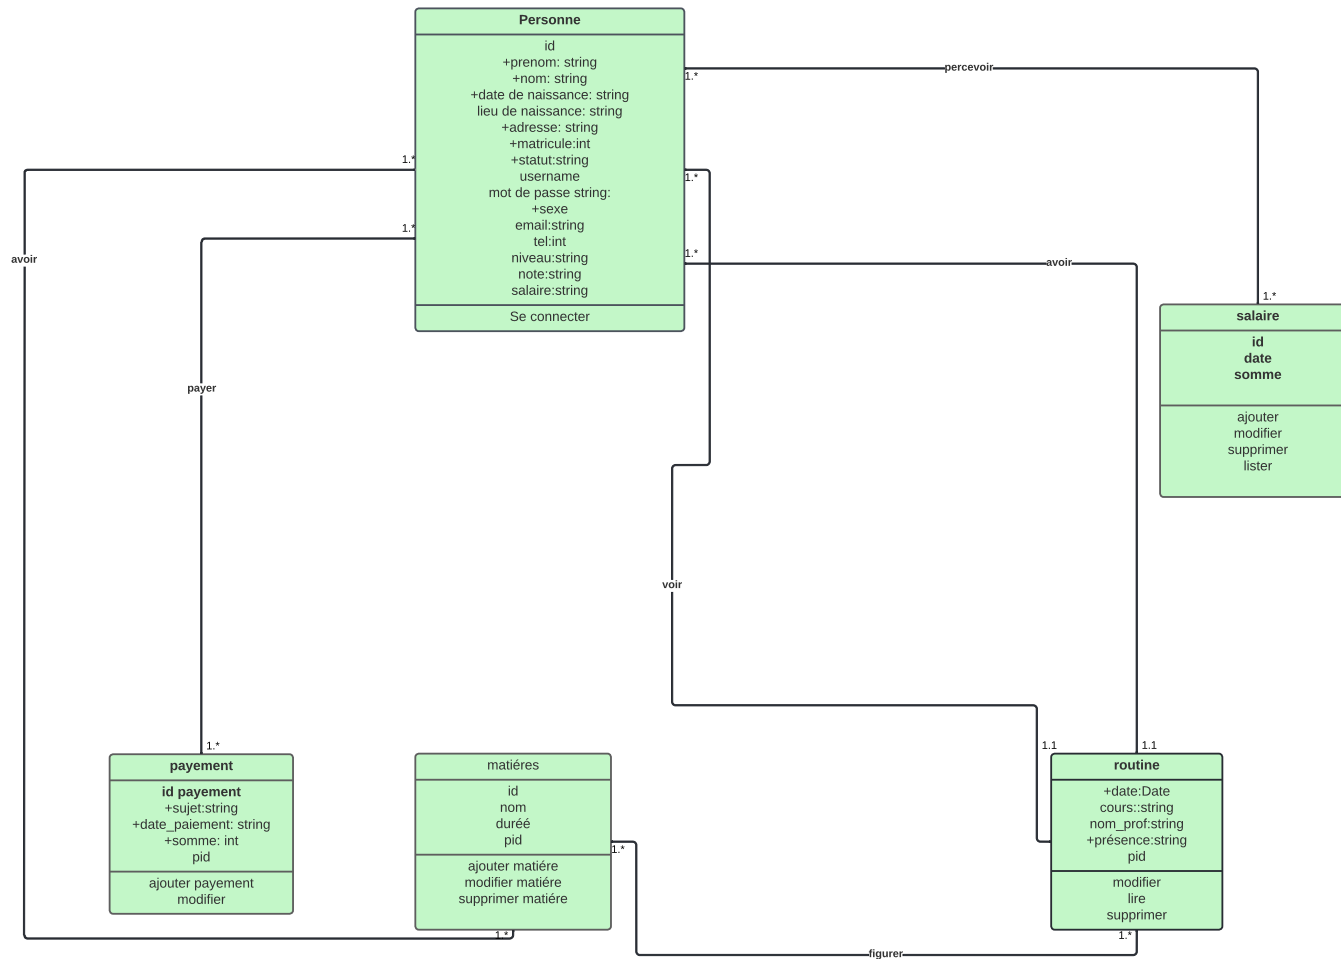 Personne
id
+prenom: string
+nom: string
+date de naissance: string
lieu de naissance: string
+adresse: string
+matricule:int
+statut:string
username
mot de passe string:
+sexe
email:string
tel:int
niveau:string
note:string
salaire:string
Se connecter
percevoir
1.*
1.*
1.*
avoir
1.*
1.*
avoir
1.*
1.*
salaire
id
date
somme
ajouter
modifier
supprimer
lister
payer
voir
1.*
1.1
1.1
payement
id payement
+sujet:string
+date_paiement: string
+somme: int
pid
ajouter payement
modifier
matiéres
id
nom
duréé
pid
ajouter matiére
modifier matiére
supprimer matiére
1.*
1.*
routine
+date:Date
cours::string
nom_prof:string
+présence:string
pid
modifier
lire
supprimer
1.*
figurer